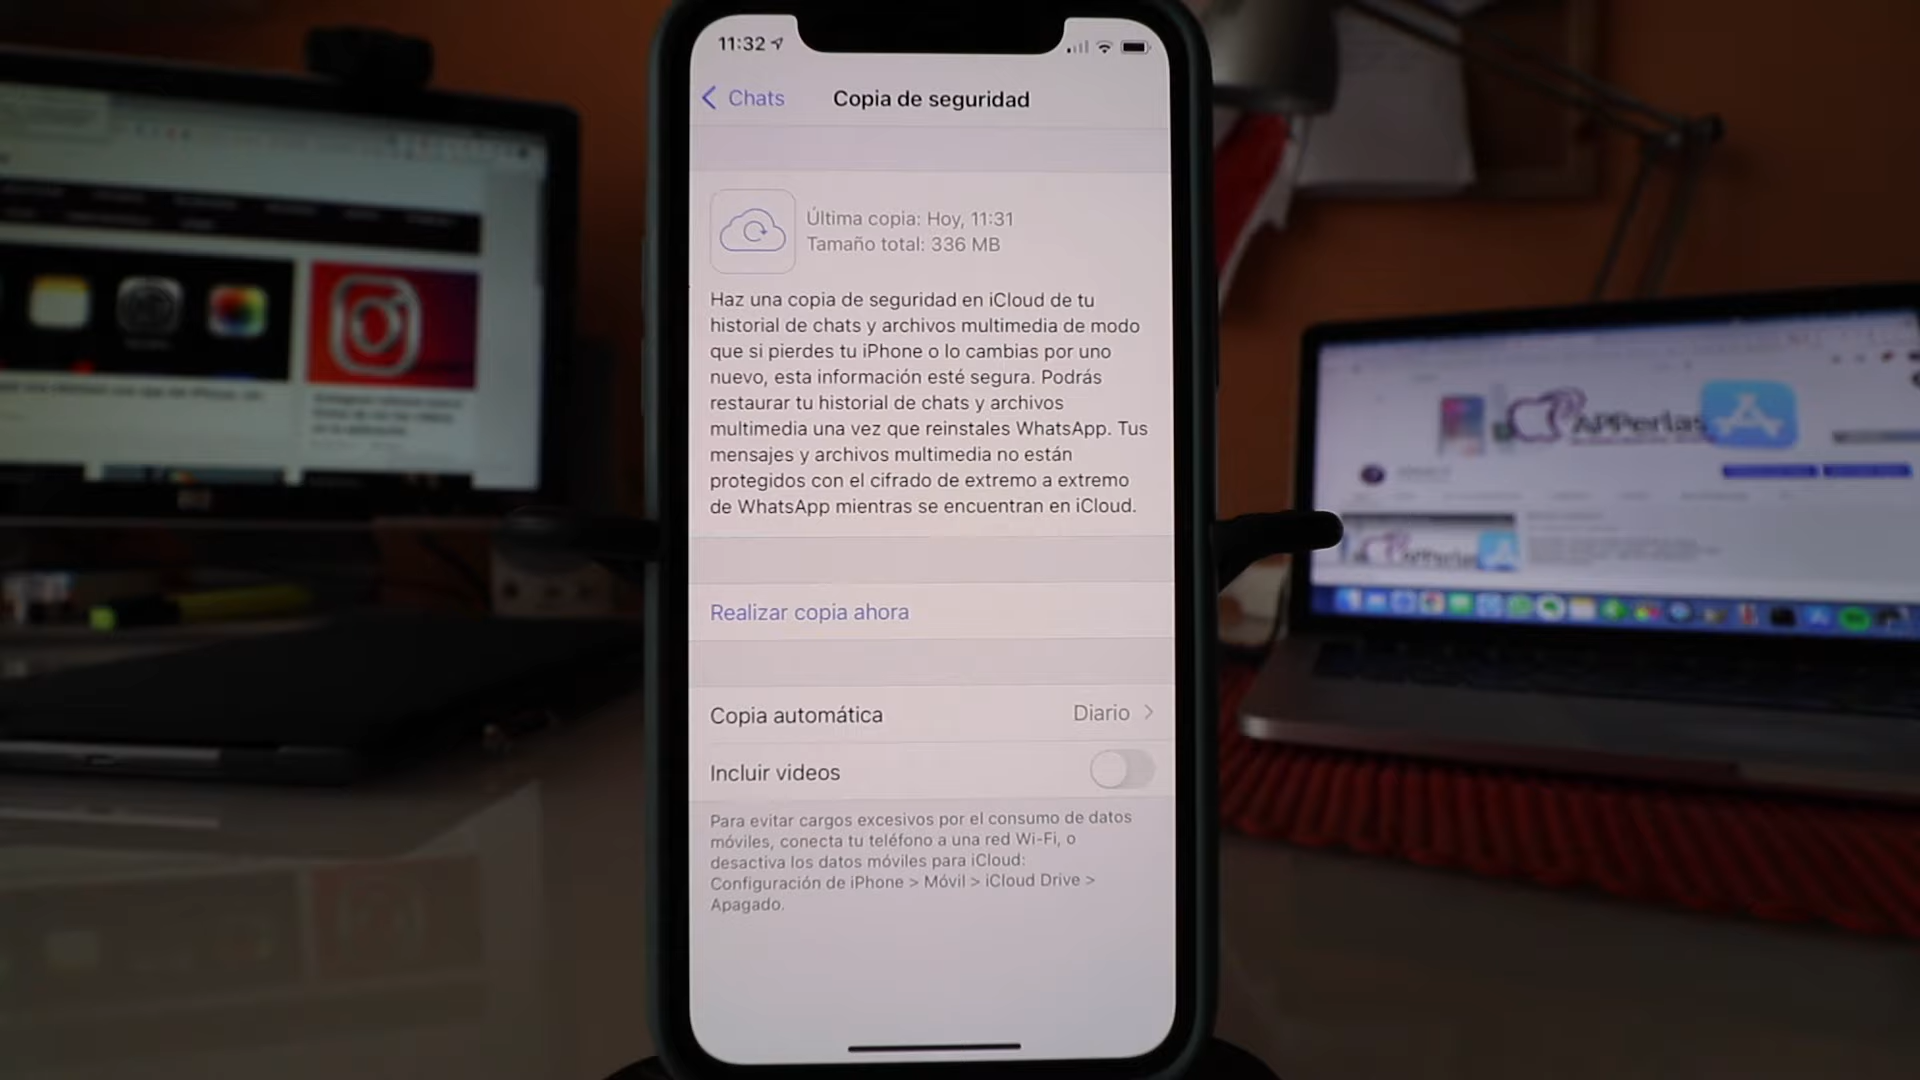 11:32
Chats
Copia de seguridad
Última copia: Hoy, 11:31
Tamaño total: 336 MB
Haz una copia de seguridad en iCloud de tu
historial de chats y archivos multimedia de modo
que si pierdes tu iPhone o lo cambias por uno
nuevo, esta información esté segura. Podrás
restaurar tu historial de chats y archivos
multimedia una vez que reinstales WhatsApp. Tus
mensajes y archivos multimedia no están
protegidos con el cifrado de extremo a extremo
de WhatsApp mientras se encuentran en iCloud.
Realizar copia ahora
Copia automática
Diario
Incluir videos
Para evitar cargos excesivos por el consumo de datos
móviles, conecta tu teléfono a una red Wi-Fi, o
desactiva los datos móviles para iCloud:
Configuración de iPhone > Móvil > iCloud Drive >
Apagado.
APPerlas